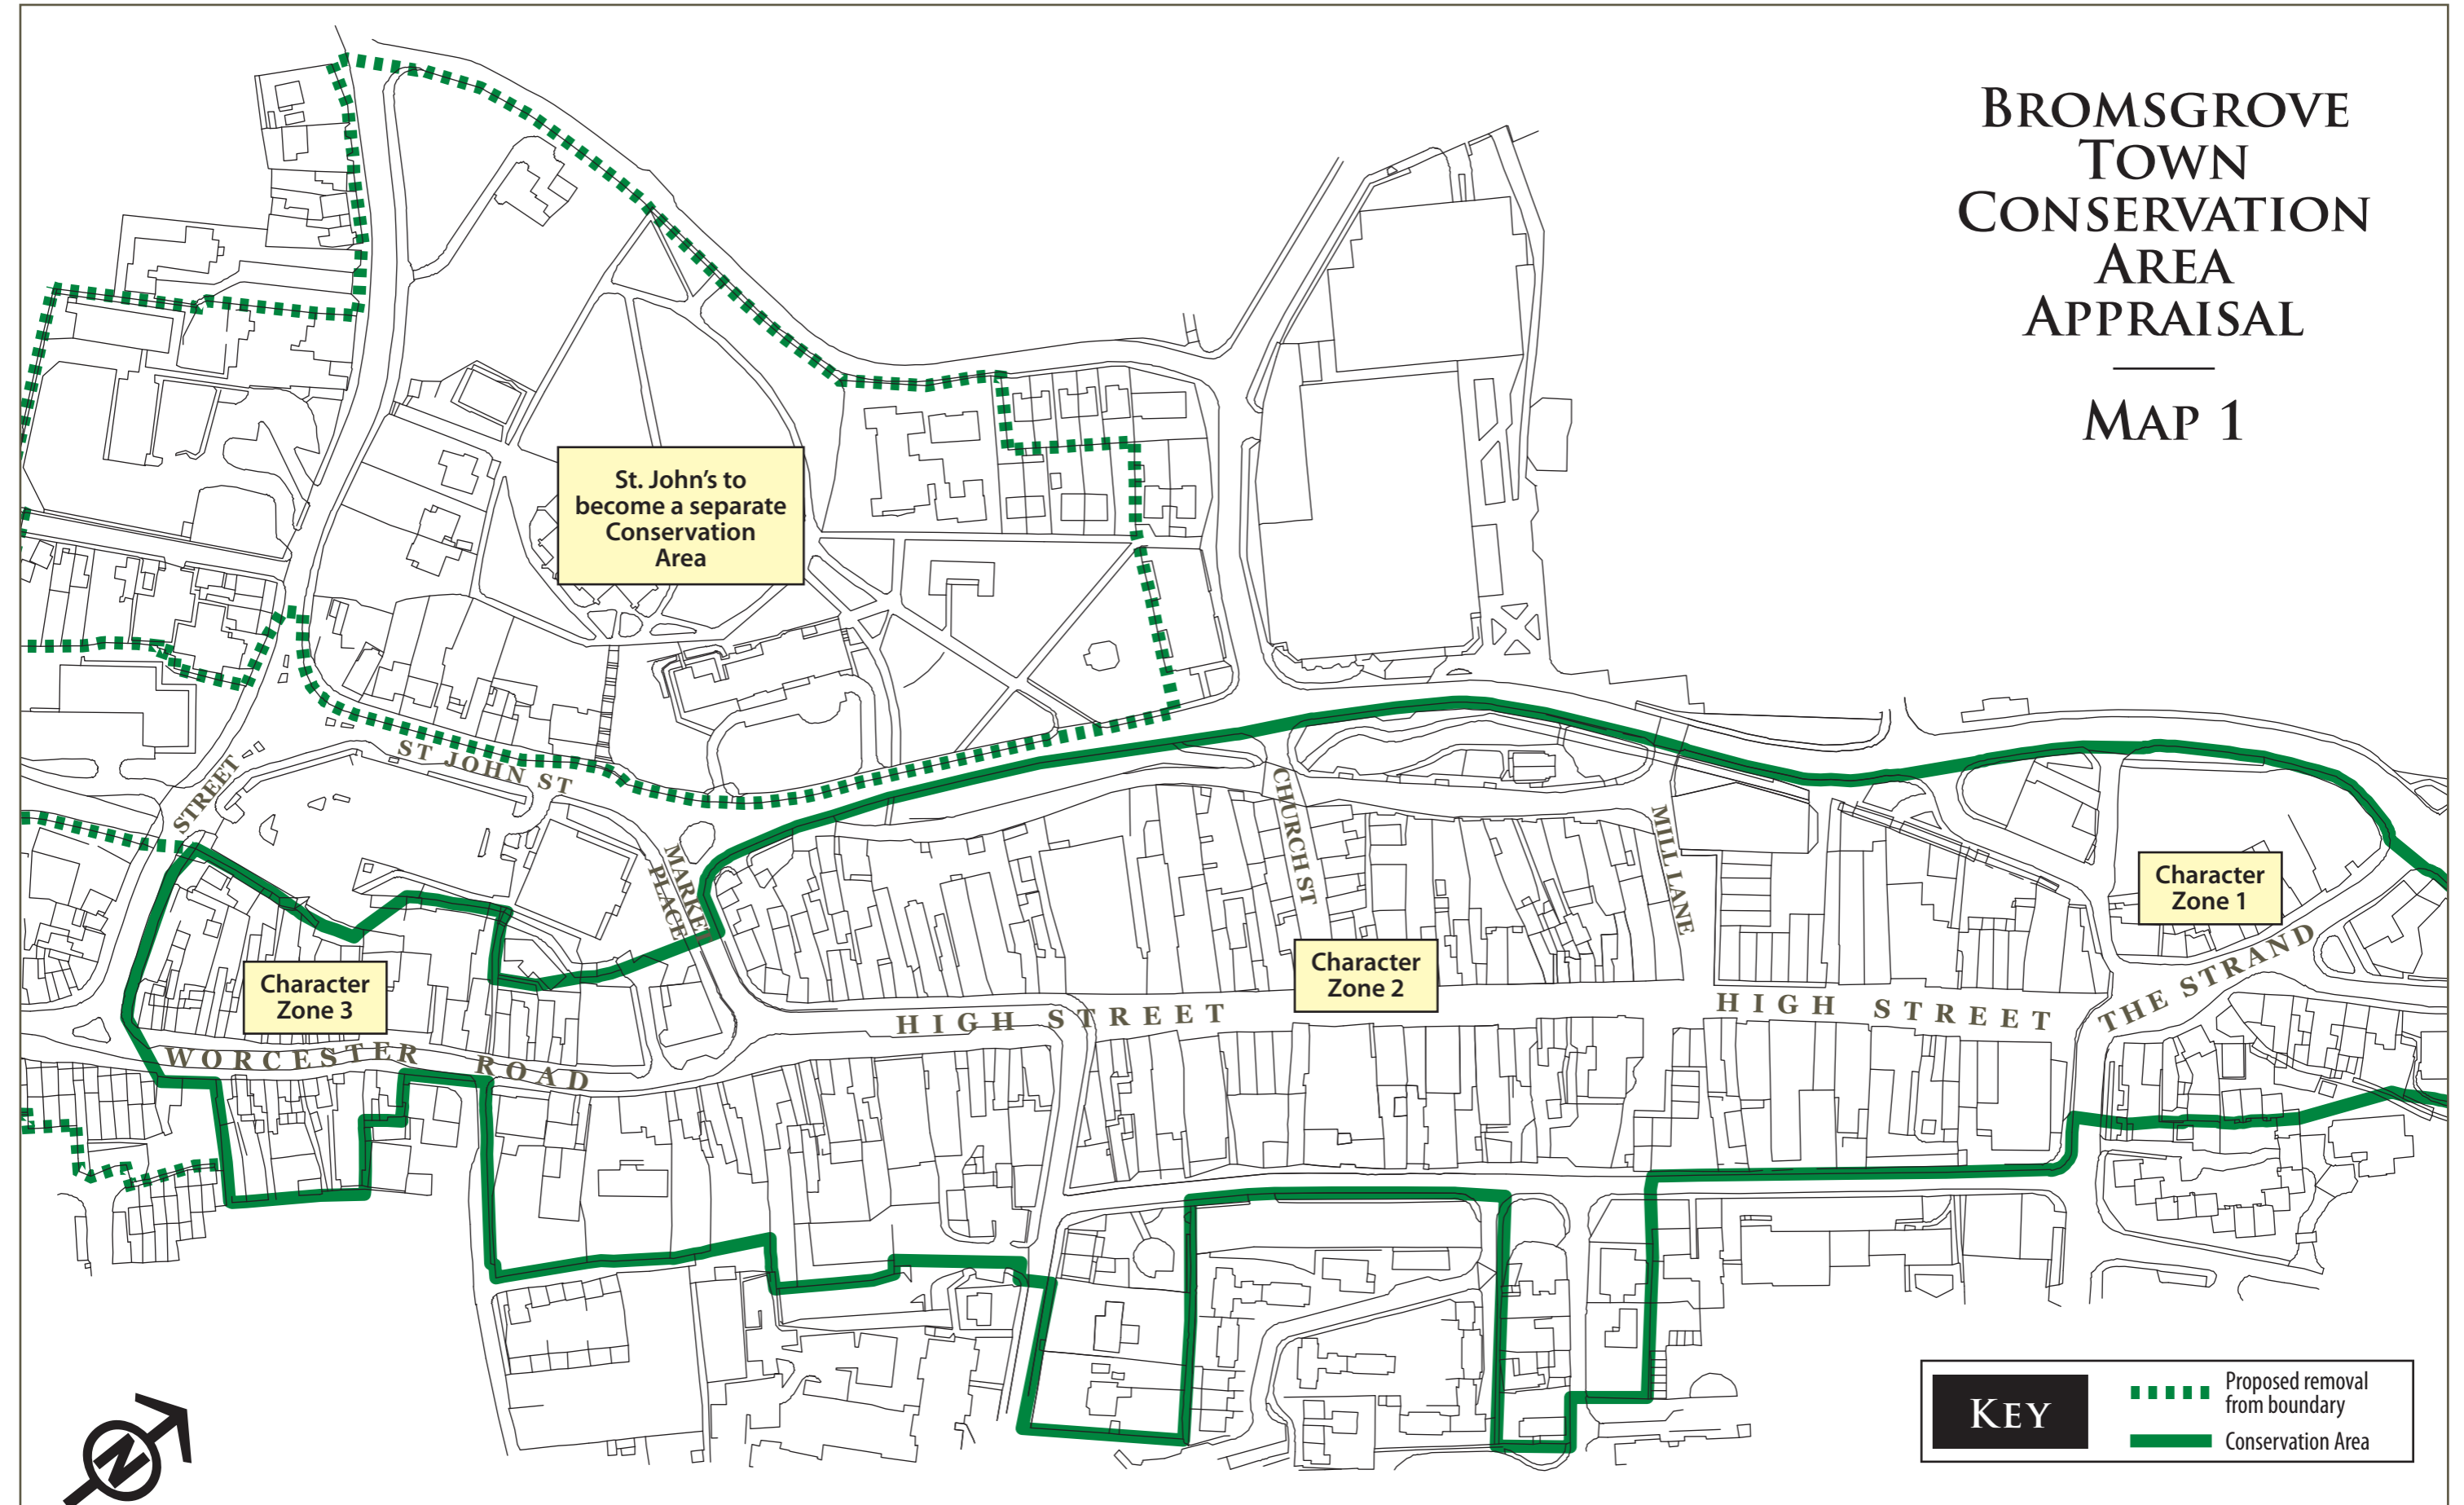 BROMSGROVE
TOWN
CONSERVATION
AREA
APPRAISAL
MAP 1
St. John's to
become a separate
Conservation
Area
STREET
ST JOHN ST
MARKET
PLACE
CHURCH ST
MILL LANE
Character
Zone 1
Character
Zone 2
Character
Zone 3
THE STRAND
HIGH STREET
HIGH STREET
WORCESTER ROAD
KEY
Proposed removal
from boundary
Conservation Area
N